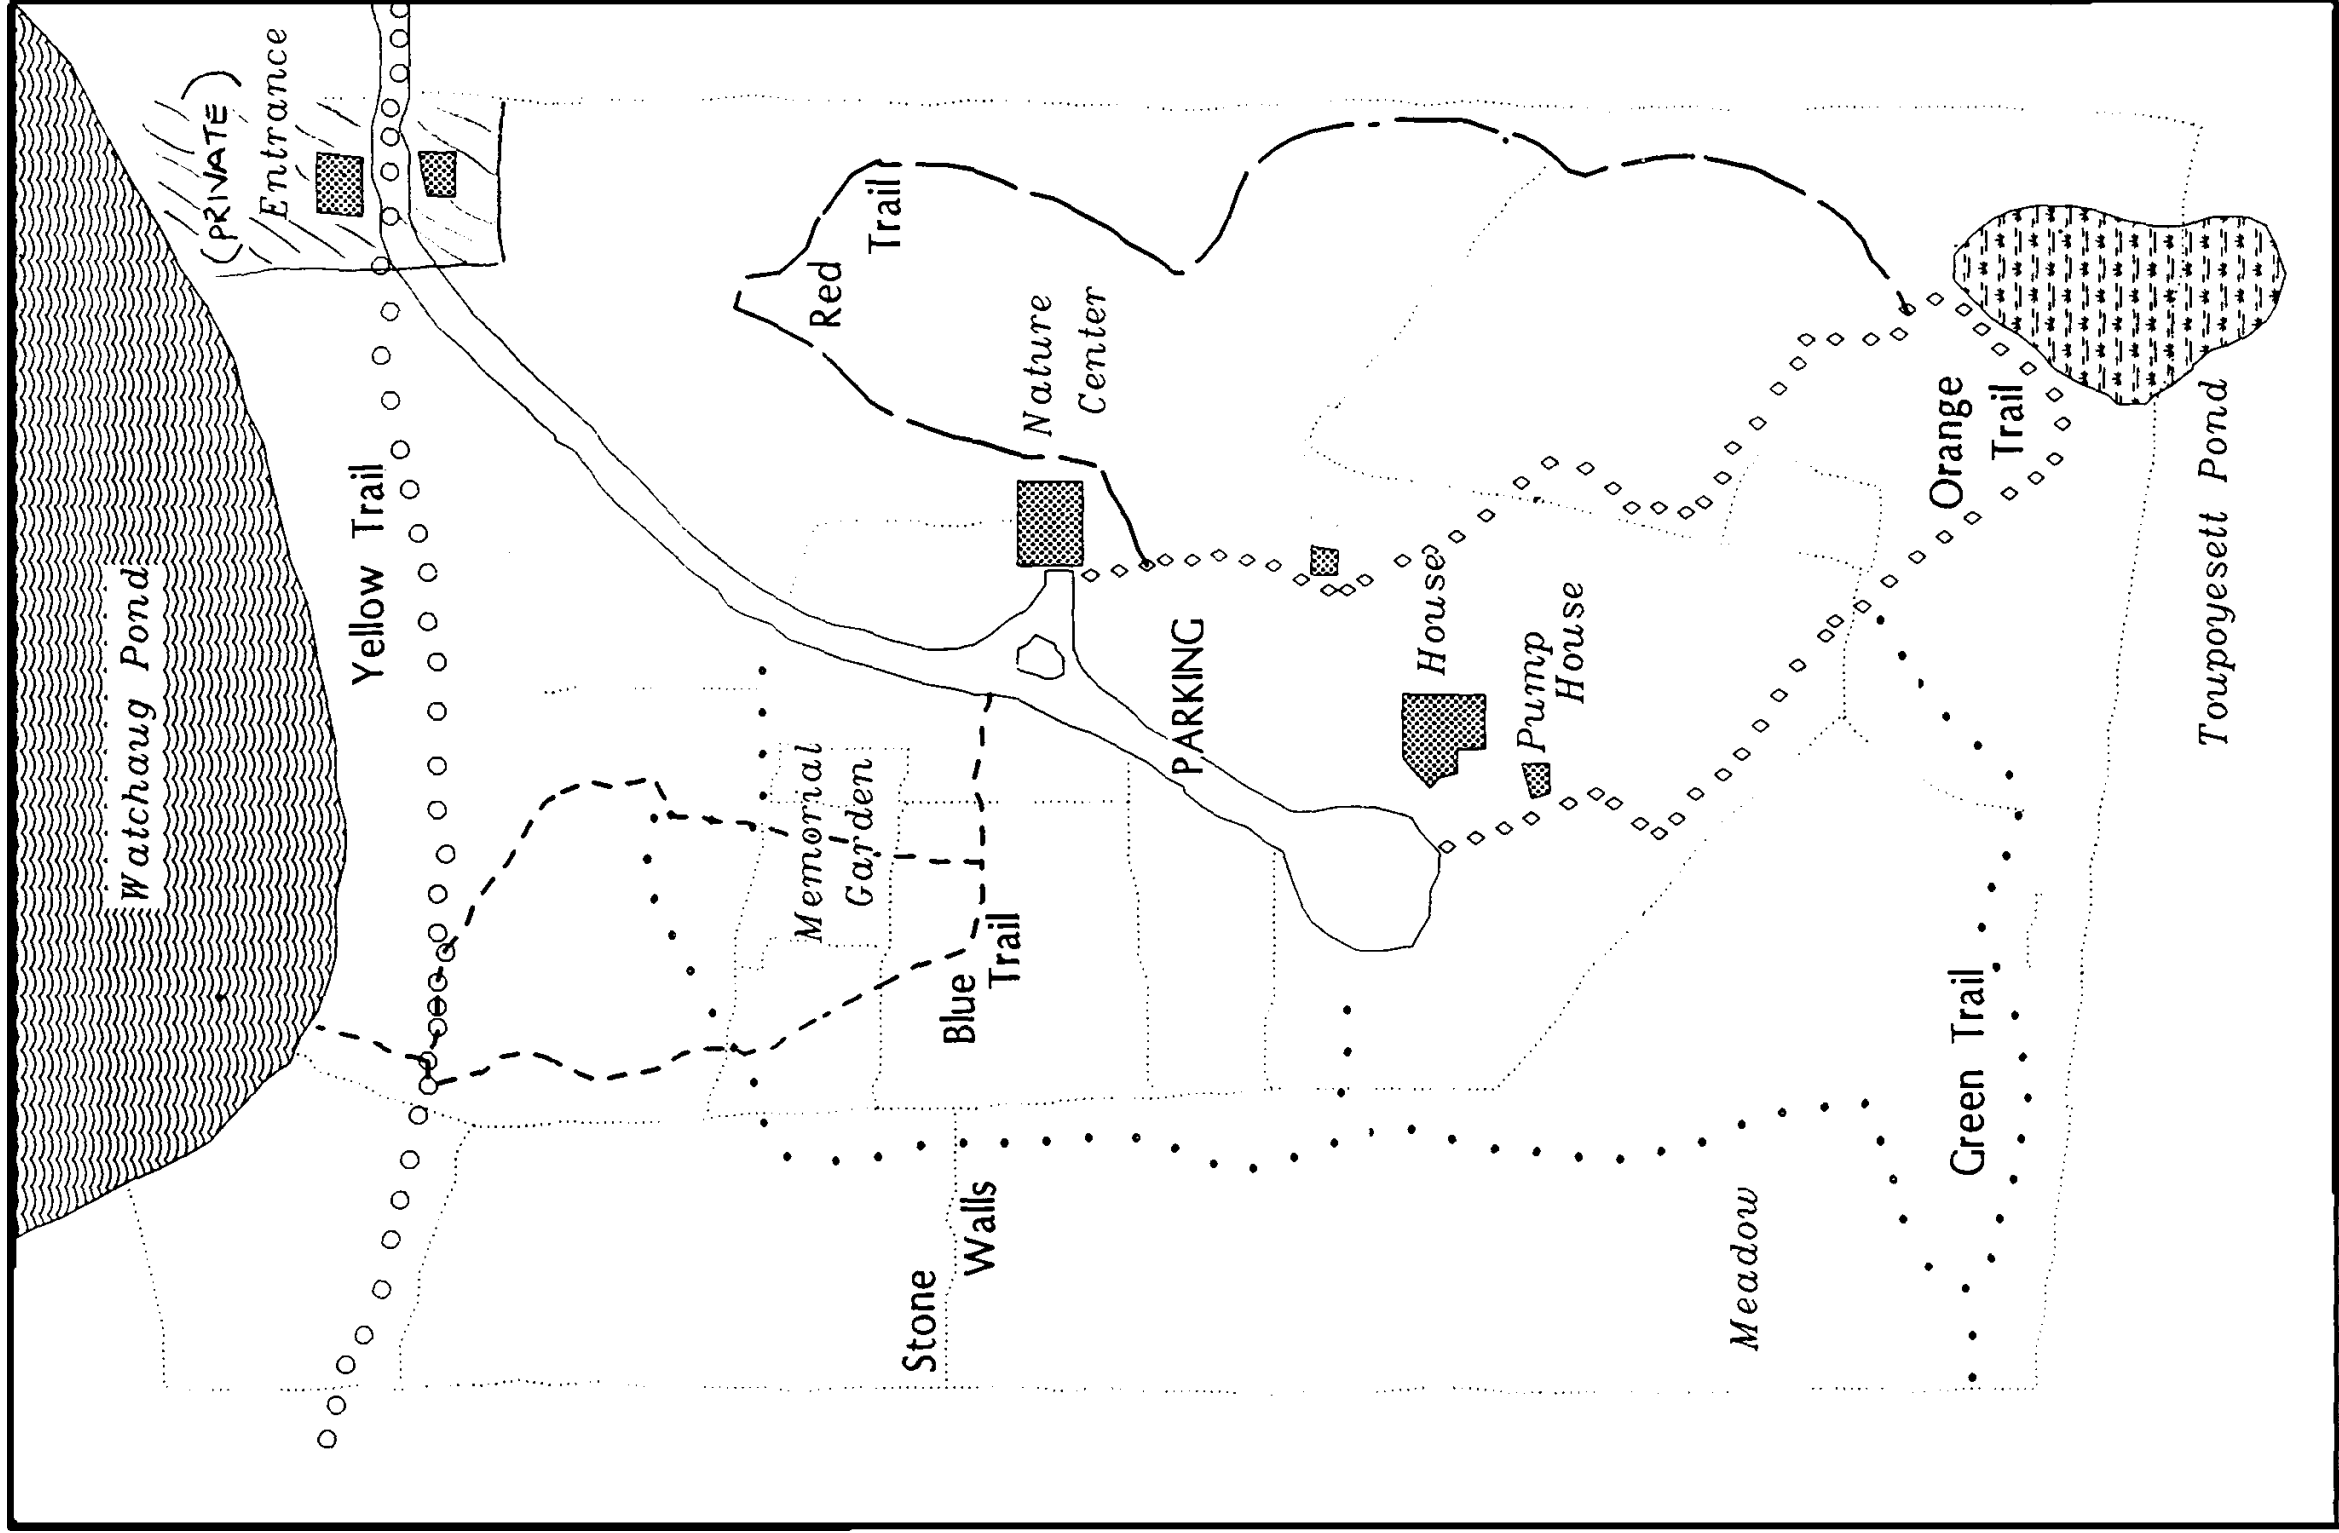 Watchaug Pond
(PRIVATE)
Entrance
Yellow Trail
Red
Trail
Nature
Center
Memorial
Garden
Blue
Trail
Stone
Walls
PARKING
House
Pump
House
Meadow
Orange
Trail
Green Trail
Toupoyesett Pond